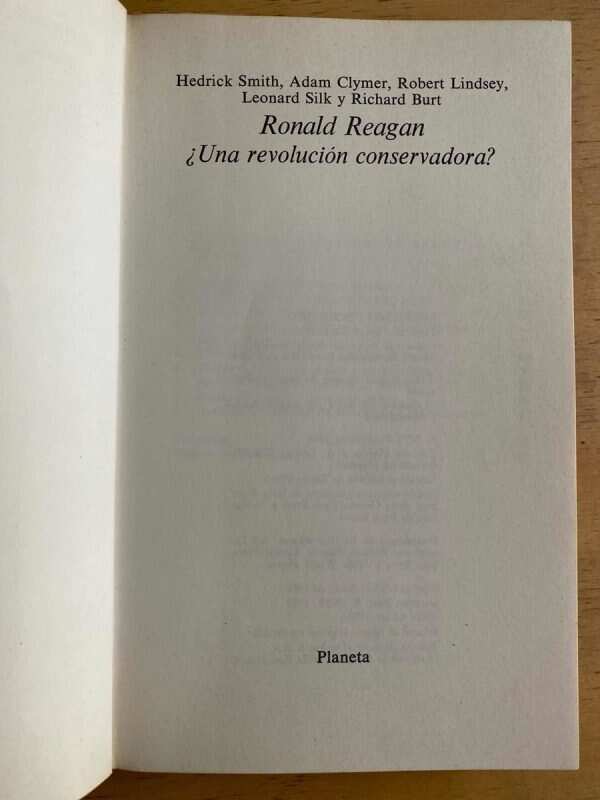 Hedrick Smith, Adam Clymer, Robert Lindsey,
Leonard Silk y Richard Burt
Ronald Reagan
¿Una revolución conservadora?
Planeta